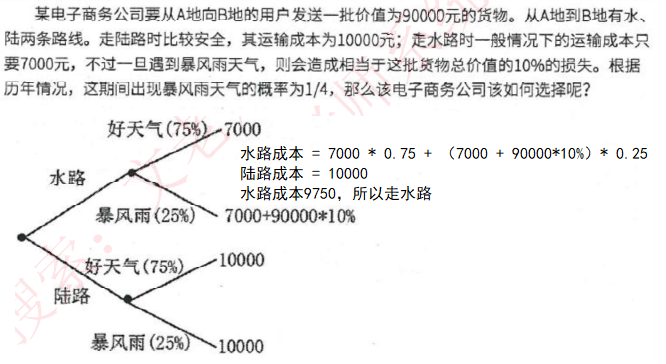 某电子商务公司要从A地向B地的用户发送一批价值为90000元的货物。从A地到B地有水、
陆两条路线。走陆路时比较安全，其运输成本为10000元；走水路时一般情况下的运输成本只
要7000元，不过一旦遇到暴风雨天气，则会造成相当于这批货物总价值的10%的损失。根据
历年情况，这期间出现暴风雨天气的概率为1/4，那么该电子商务公司该如何选择呢？
好天气(75%)
7000
水路成本 = 7000 * 0.75 + （7000 + 90000*10%）* 0.25
陆路成本 = 10000
水路成本9750，所以走水路
水路
暴风雨(25%)
7000+90000*10%
好天气(75%)
10000
陆路
暴风雨(25%)
10000
搜索：